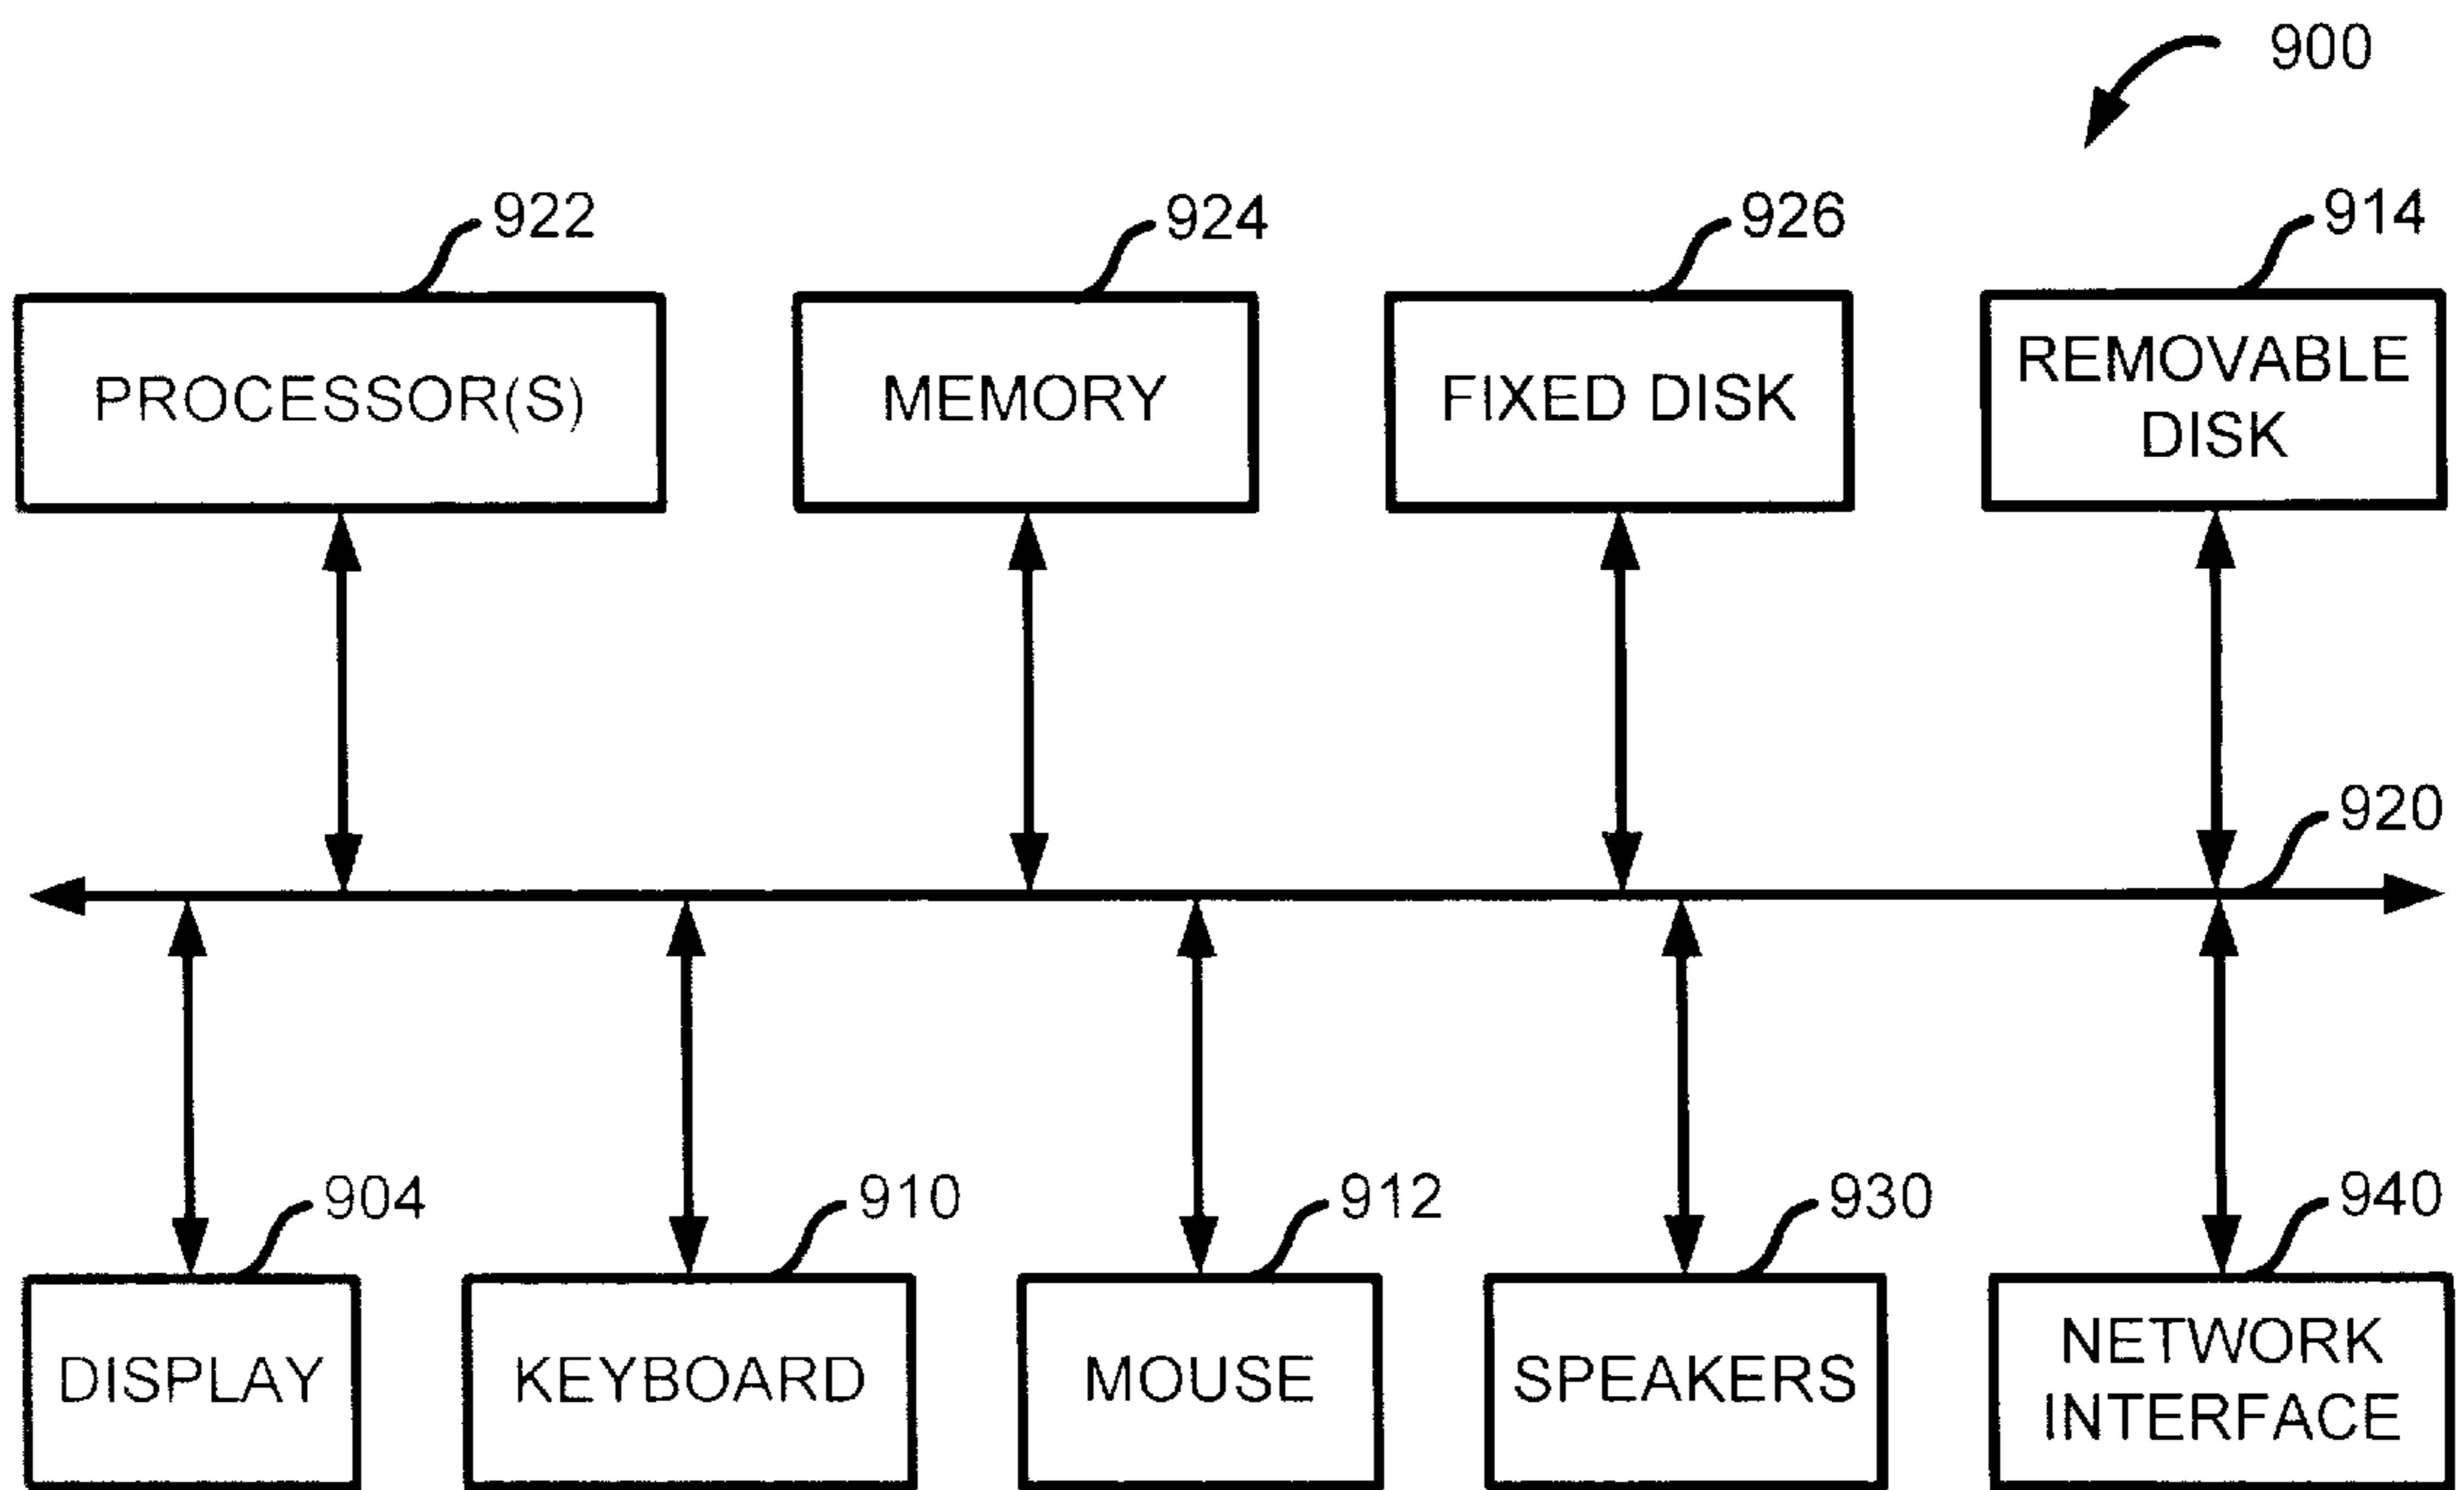 900
922
924
926
914
PROCESSOR(S)
MEMORY
FIXED DISK
REMOVABLE
DISK
920
904
910
912
930
940
DISPLAY
KEYBOARD
MOUSE
SPEAKERS
NETWORK
INTERFACE